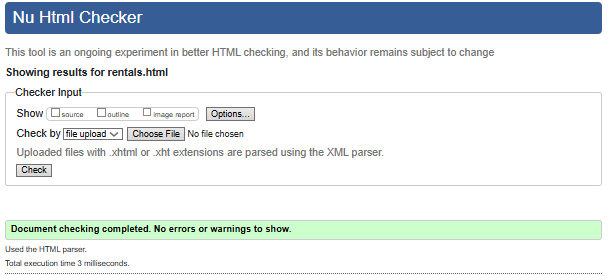 Nu Html Checker
This tool is an ongoing experiment in better HTML checking, and its behavior remains subject to change
Showing results for rentals.html
Checker Input
Show source outline image report Options...
Check by file upload Choose File No file chosen
Uploaded files with .xhtml or .xht extensions are parsed using the XML parser.
Check
Document checking completed. No errors or warnings to show.
Used the HTML parser.
Total execution time 3 milliseconds.